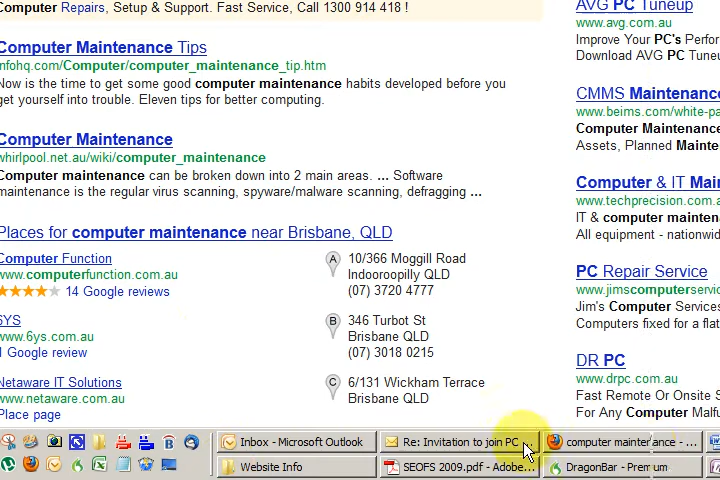 Computer Repairs, Setup & Support. Fast Service, Call 1300 914 418 !
Computer Maintenance Tips
infohq.com/Computer/computer_maintenance_tip.htm
Now is the time to get some good computer maintenance habits developed before you
get yourself into trouble. Eleven tips for better computing.
Computer Maintenance
whirlpool.net.au/wiki/computer_maintenance
Computer maintenance can be broken down into 2 main areas. ... Software
maintenance is the regular virus scanning, spyware/malware scanning, defragging ...
Places for computer maintenance near Brisbane, QLD
Computer Function
www.computerfunction.com.au
14 Google reviews
A
10/366 Moggill Road
Indooroopilly QLD
(07) 3720 4777
6YS
www.6ys.com.au
1 Google review
B
346 Turbot St
Brisbane QLD
(07) 3018 0215
Netaware IT Solutions
www.netaware.com.au
Place page
C
6/131 Wickham Terrace
Brisbane QLD
AVG PC Tuneup
www.avg.com.au
Improve Your PC's Perfor
Download AVG PC Tuneu
CMMS Maintenance
www.beims.com/white-pa
Computer Maintenance
Assets, Planned Mainte
Computer & IT Mai
www.techprecision.com.a
IT & computer mainten
All equipment - nationwid
PC Repair Service
www.jimscomputerservic
Jim's Computer Services
Computers fixed for a flat
DR PC
www.drpc.com.au
Fast Remote Or Onsite S
For Any Computer Malfu
Inbox - Microsoft Outlook
Re: Invitation to join PC ...
computer maintenance - ...
Website Info
SEOFS 2009.pdf - Adobe...
DragonBar - Premium